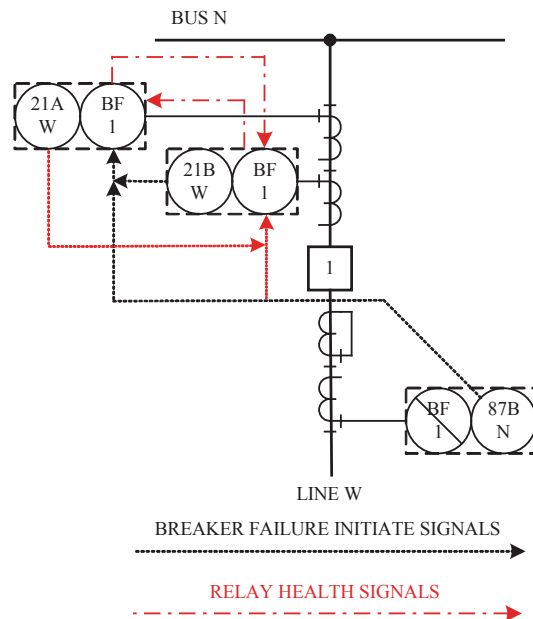 BUS N
21A
W
BF
1
21B
W
BF
1
1
BF
1
87B
N
LINE W
BREAKER FAILURE INITIATE SIGNALS
RELAY HEALTH SIGNALS